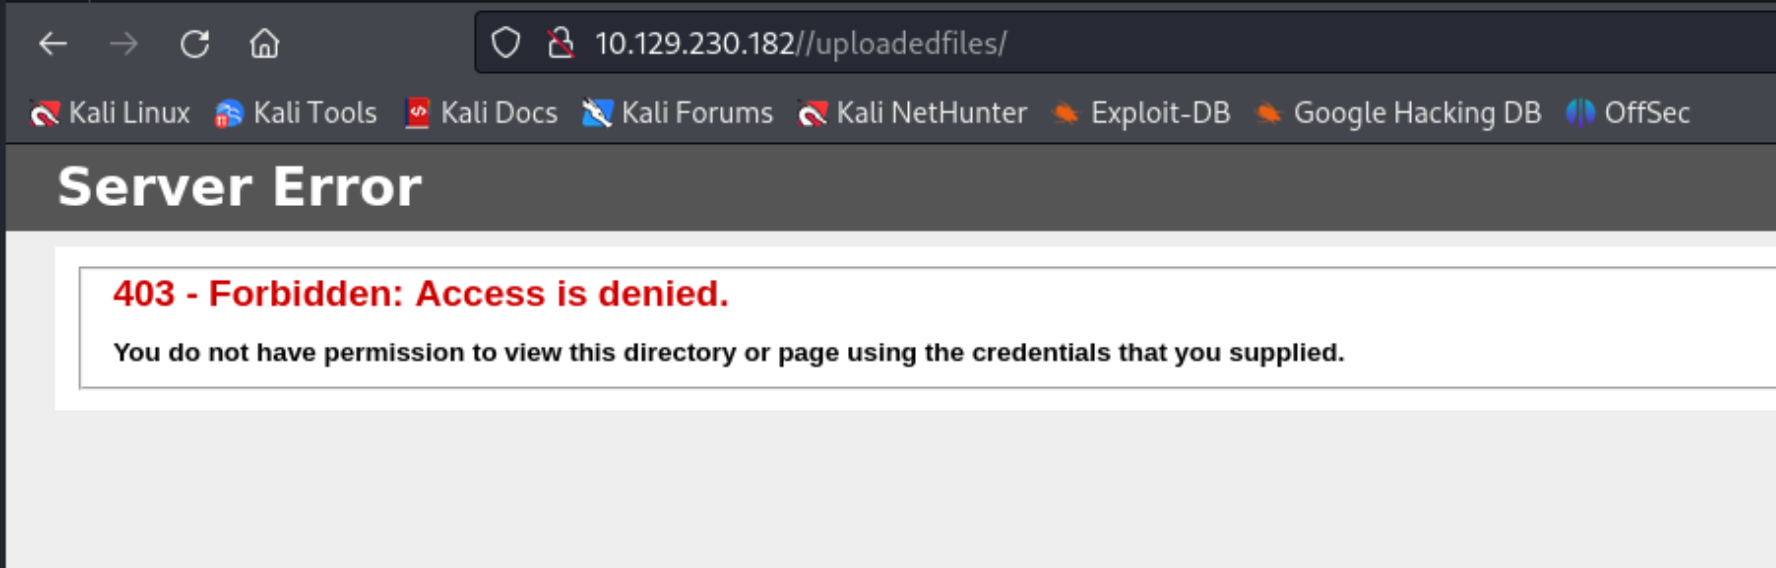 10.129.230.182//uploadedfiles/
Kali Linux Kali Tools Kali Docs Kali Forums Kali NetHunter Exploit-DB Google Hacking DB OffSec
Server Error
403 - Forbidden: Access is denied.
You do not have permission to view this directory or page using the credentials that you supplied.